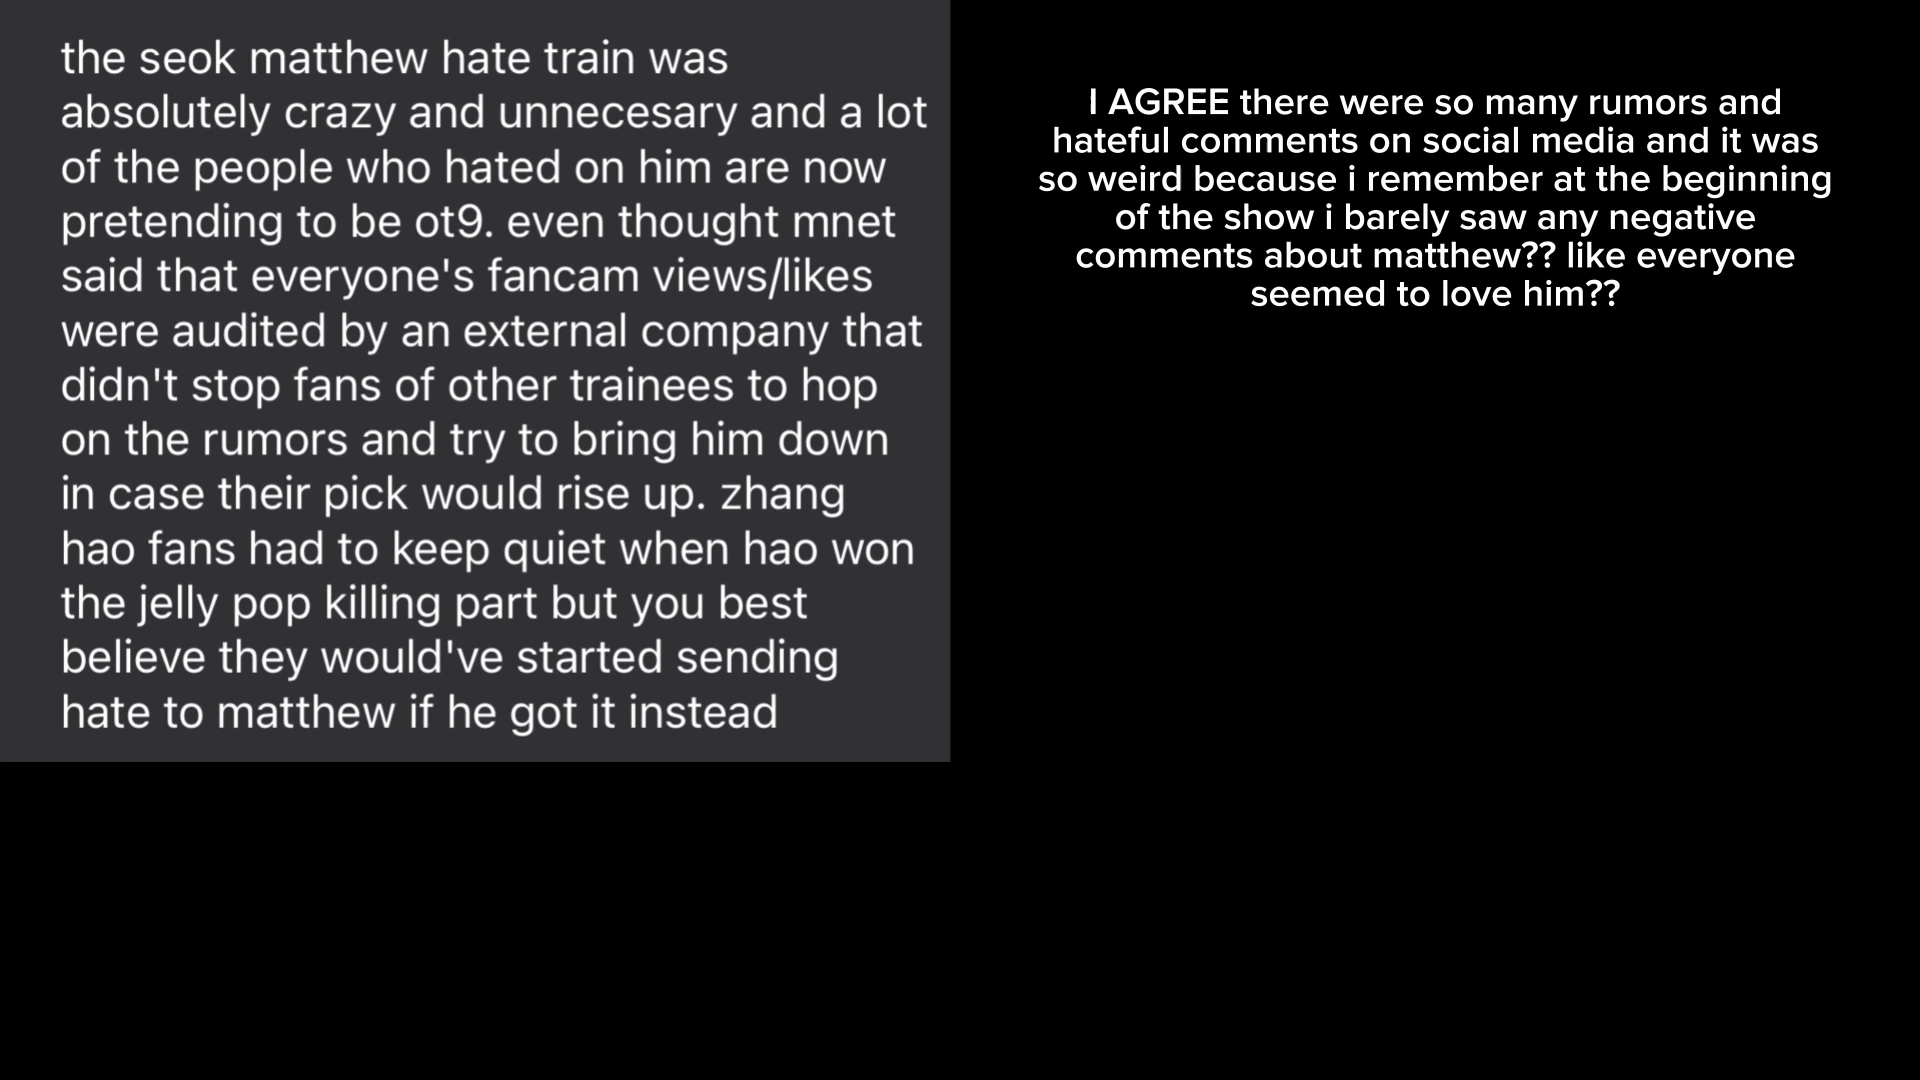 the seok matthew hate train was
absolutely crazy and unnecesary and a lot
of the people who hated on him are now
pretending to be ot9. even thought mnet
said that everyone's fancam views/likes
were audited by an external company that
didn't stop fans of other trainees to hop
on the rumors and try to bring him down
in case their pick would rise up. zhang
hao fans had to keep quiet when hao won
the jelly pop killing part but you best
believe they would've started sending
hate to matthew if he got it instead
I AGREE there were so many rumors and
hateful comments on social media and it was
so weird because i remember at the beginning
of the show i barely saw any negative
comments about matthew?? like everyone
seemed to love him??